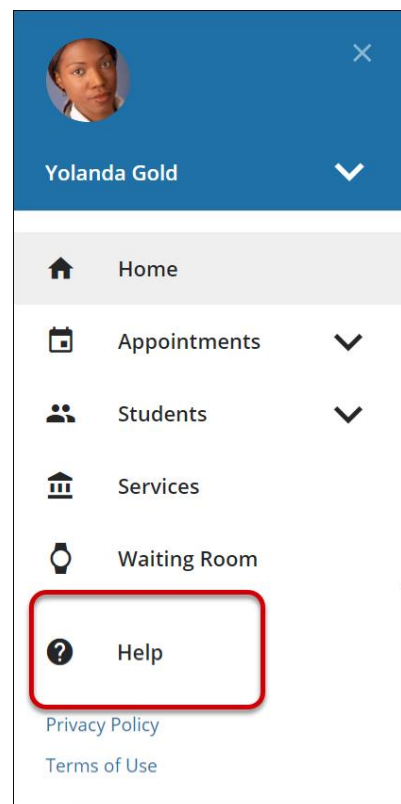 Yolanda Gold
Home
Appointments
Students
Services
Waiting Room
Help
Privacy Policy
Terms of Use